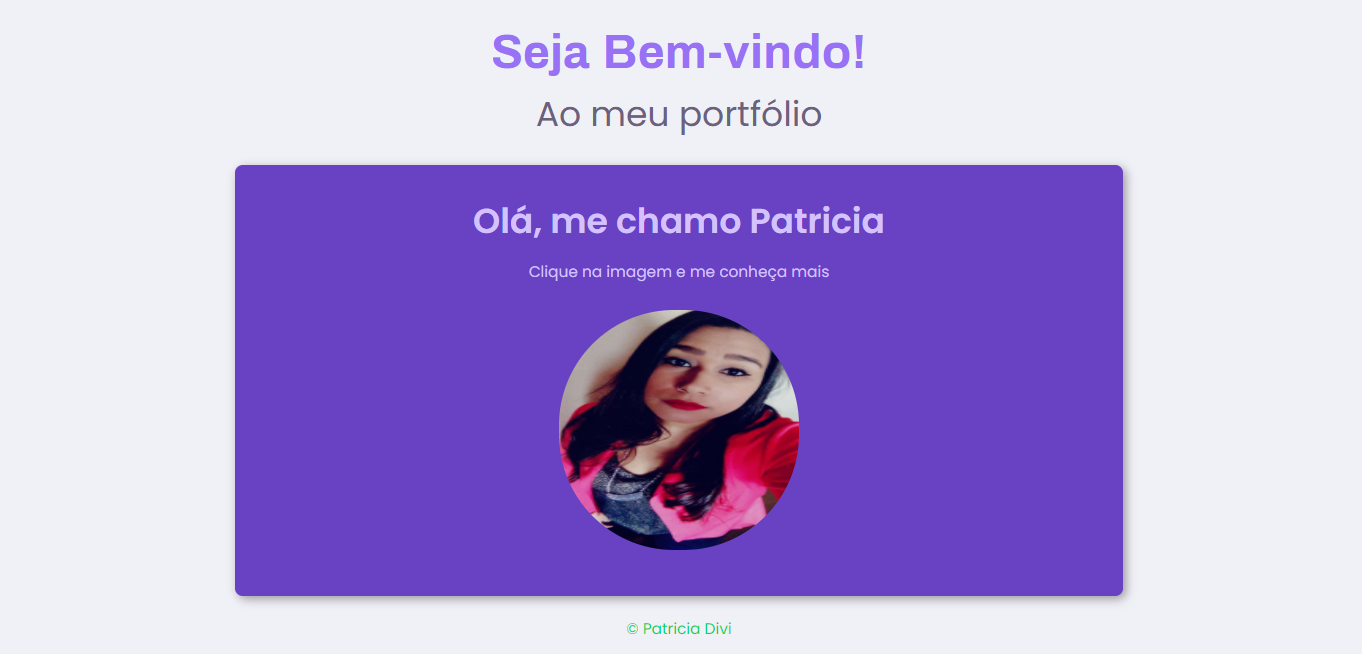 Seja Bem-vindo!
Ao meu portfólio
Olá, me chamo Patricia
Clique na imagem e me conheça mais
© Patricia Divi